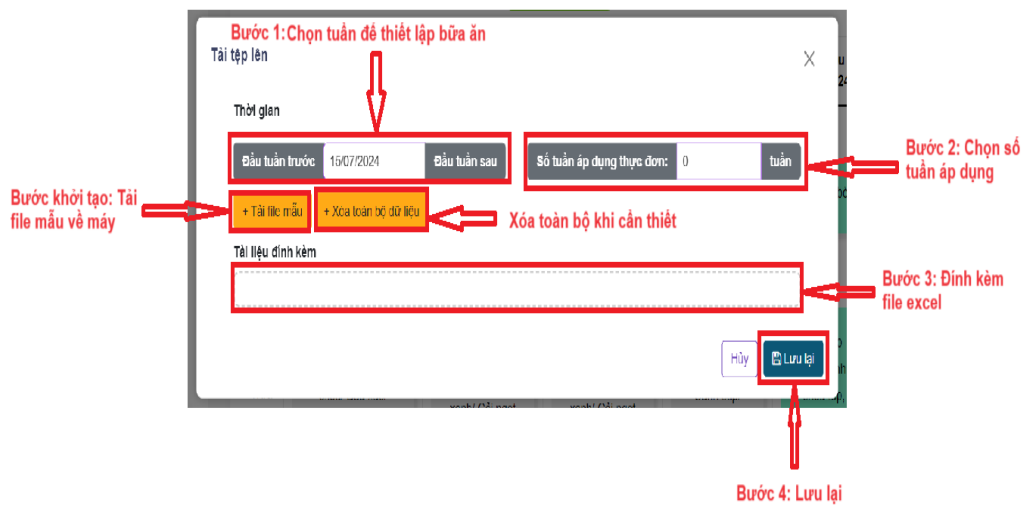 Bước 1: Chọn tuần để thiết lập bữa ăn
Tải tệp lên
X
Thời gian
Đầu tuần trước 15/07/2024 Đầu tuần sau
Số tuần áp dụng thực đơn: 0 tuần
Bước 2: Chọn số
tuần áp dụng
Bước khởi tạo: Tải
file mẫu về máy
+ Tải file mẫu
+ Xóa toàn bộ dữ liệu
Xóa toàn bộ khi cần thiết
Tài liệu đính kèm
Bước 3: Đính kèm
file excel
Hủy
Lưu lại
Bước 4: Lưu lại